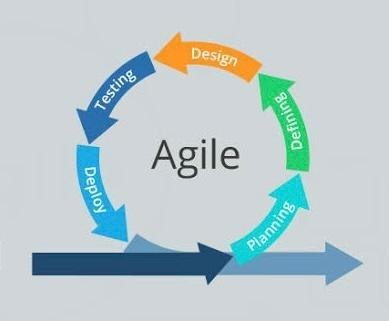 Design
Testing
Defining
Agile
Deploy
Planning